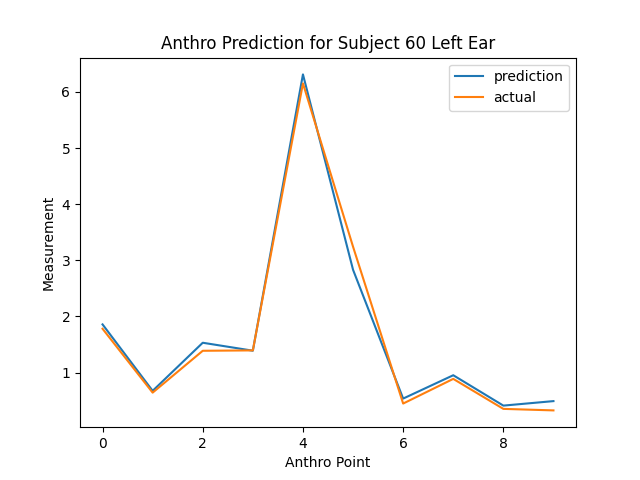 Anthro Prediction for Subject 60 Left Ear
prediction
actual
6
5
4
3
2
1
Measurement
0 2 4 6 8
Anthro Point